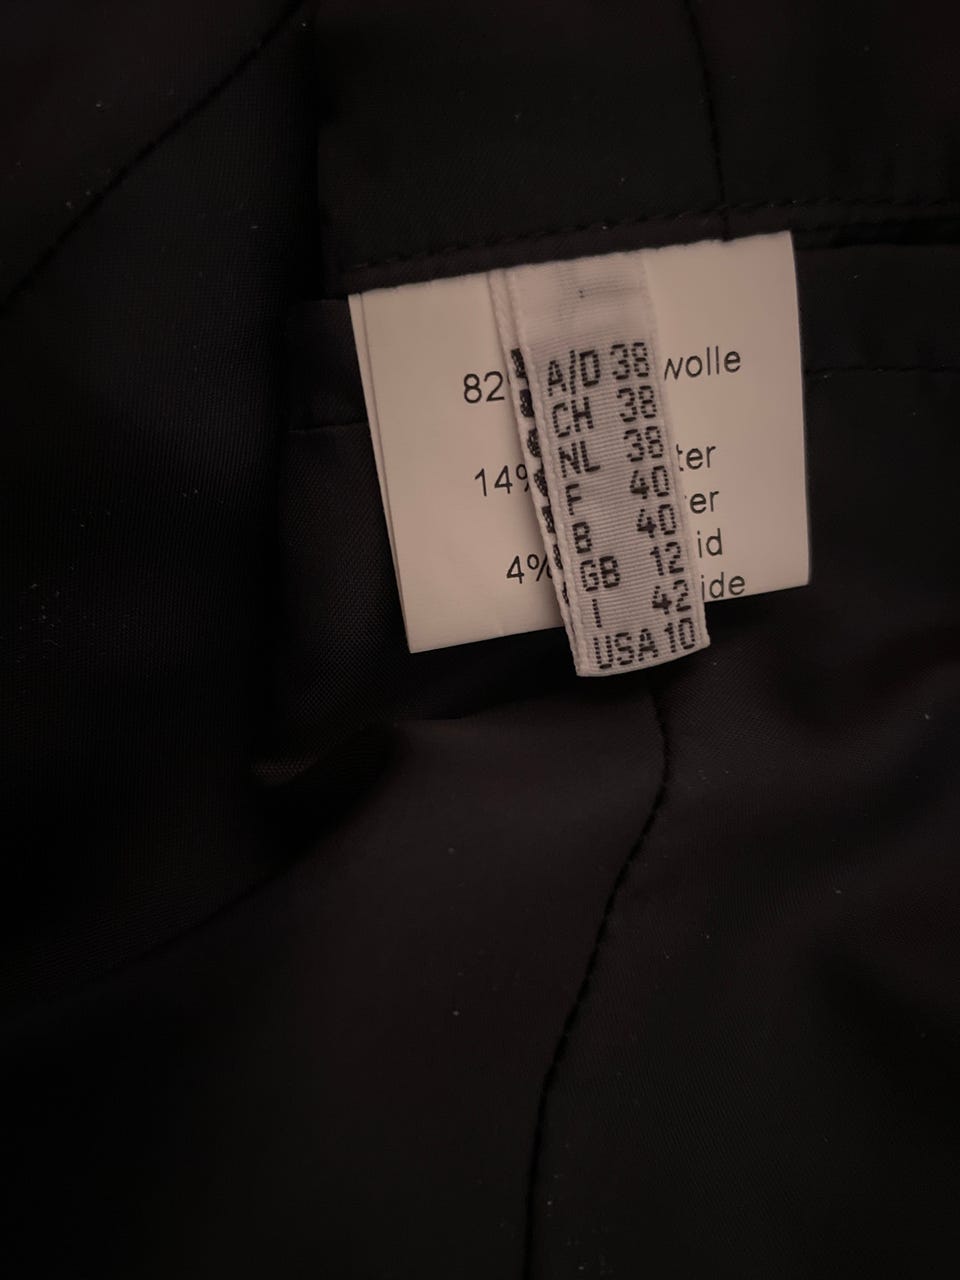 A/D 38
CH 38
NL 38
F 40
B 40
GB 12
I 42
USA 10
82
wolle
14%
ter
er
4%
id
ide